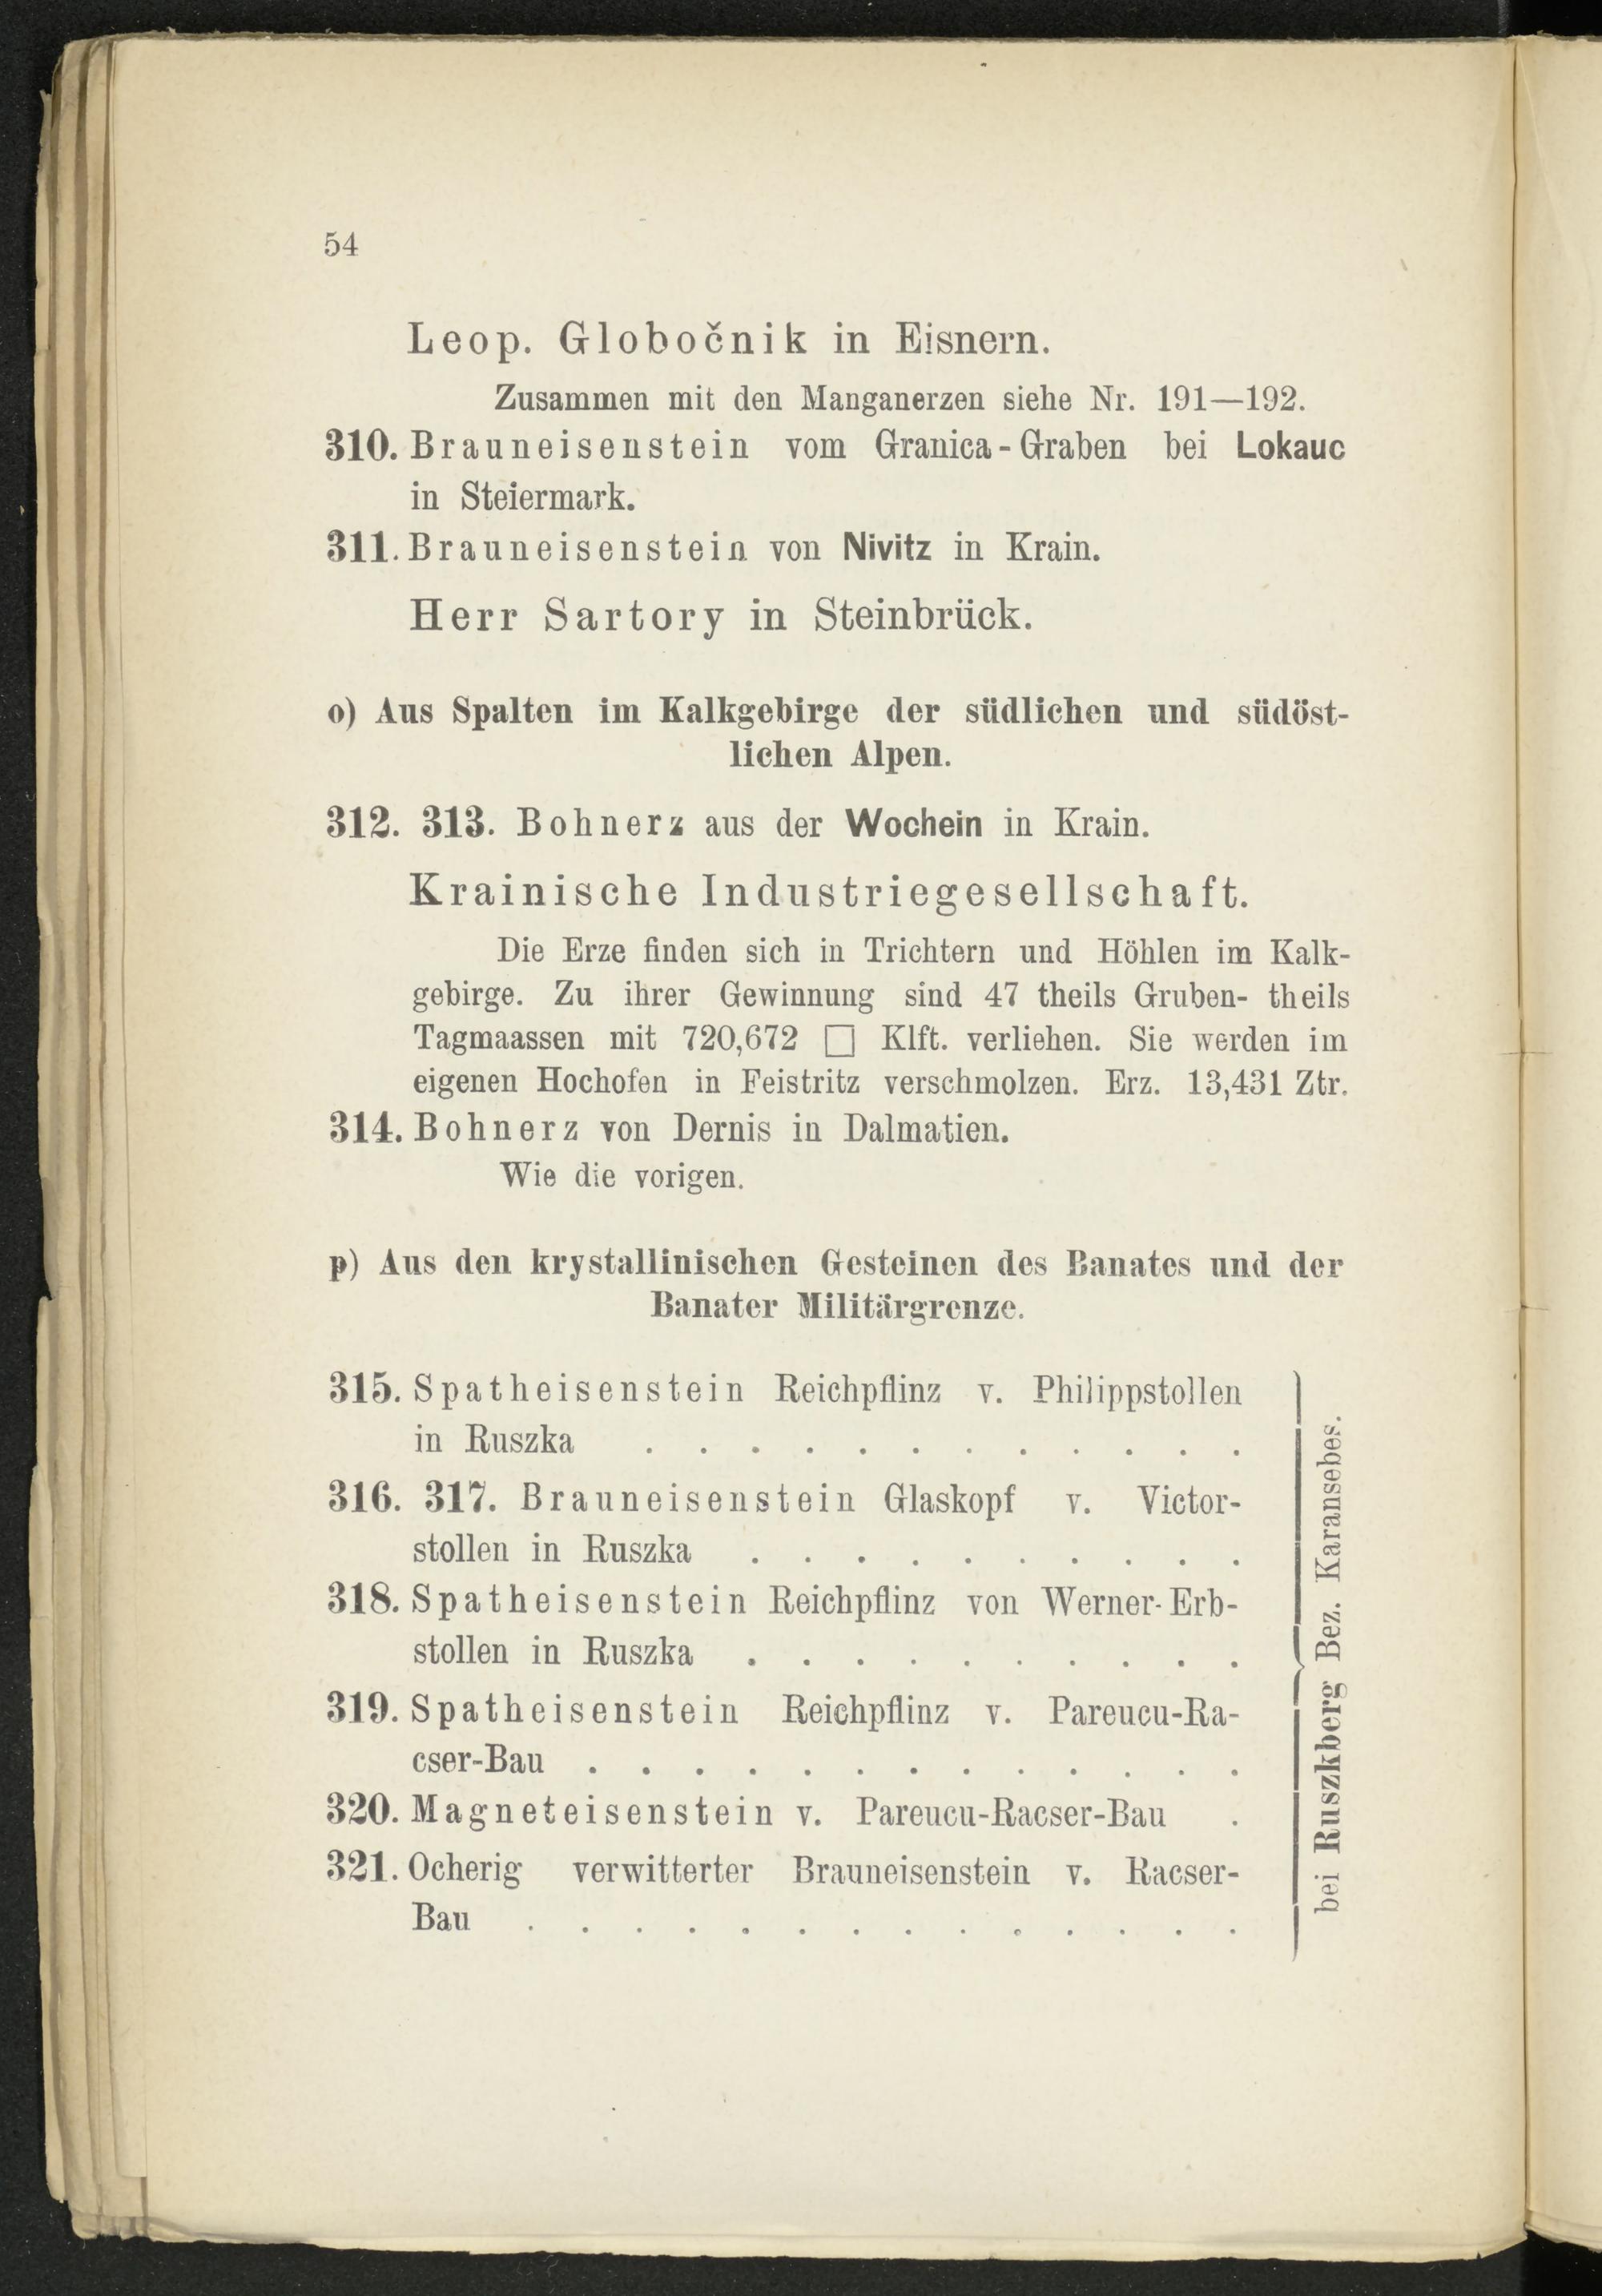 54
Leop. Globočnik in Eisnern.
Zusammen mit den Manganerzen siehe Nr. 191—192.
310. Brauneisenstein vom Granica-Graben bei Lokauc
in Steiermark.
311. Brauneisenstein von Nivitz in Krain.
Herr Sartory in Steinbrück.
o) Aus Spalten im Kalkgebirge der südlichen und südöst-
lichen Alpen.
312. 313. Bohnerz aus der Wochein in Krain.
Krainische Industriegesellschaft.
Die Erze finden sich in Trichtern und Höhlen im Kalk-
gebirge. Zu ihrer Gewinnung sind 47 theils Gruben- theils
Tagmaassen mit 720,672 □ Klft. verliehen. Sie werden im
eigenen Hochofen in Feistritz verschmolzen. Erz. 13,431 Ztr.
314. Bohnerz von Dernis in Dalmatien.
Wie die vorigen.
p) Aus den krystallinischen Gesteinen des Banates und der
Banater Militärgrenze.
315. Spatheisenstein Reichpflinz v. Philippstollen
in Ruszka . . . . . . . . . . . .
316. 317. Brauneisenstein Glaskopf v. Victor-
stollen in Ruszka . . . . . . . . . .
318. Spatheisenstein Reichpflinz von Werner-Erb-
stollen in Ruszka . . . . . . . . . .
319. Spatheisenstein Reichpflinz v. Pareucu-Ra-
cser-Bau . . . . . . . . . . . . .
320. Magneteisenstein v. Pareucu-Racser-Bau .
321. Ocherig verwitterter Brauneisenstein v. Racser-
Bau . . . . . . . . . . . . . .
bei Ruszkberg Bez. Karansebes.